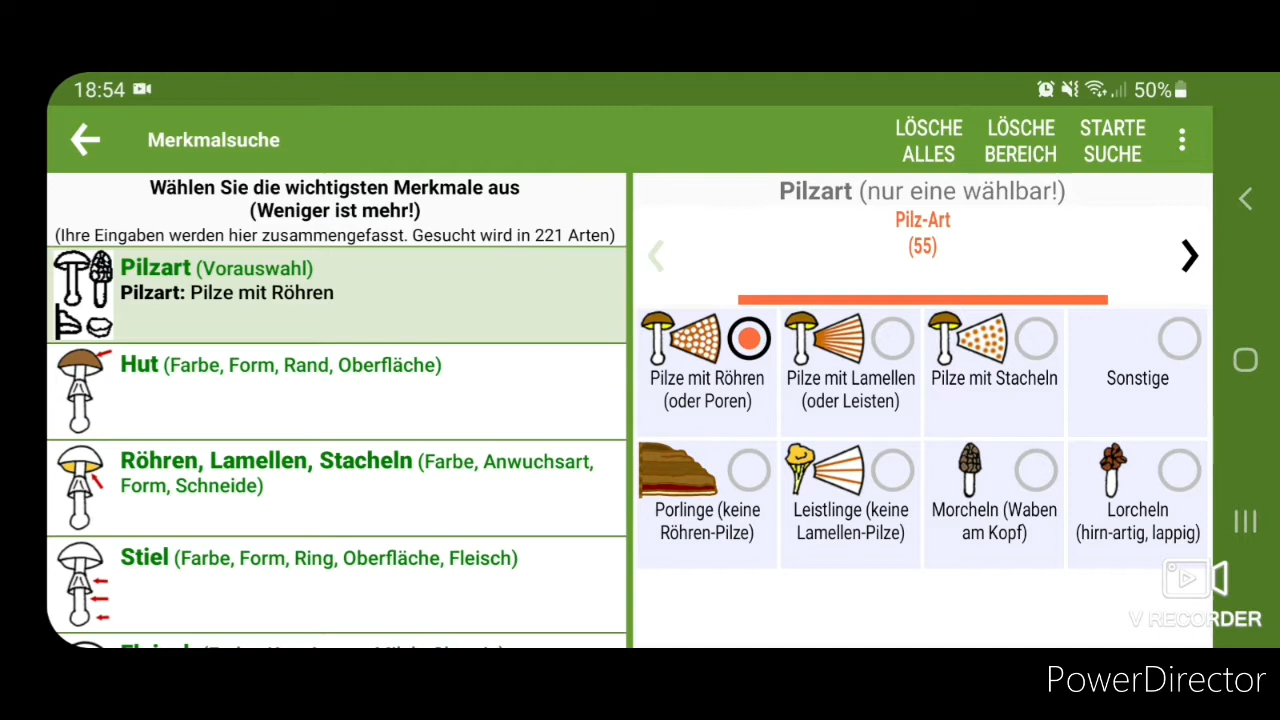 18:54
50%
Merkmalsuche
LÖSCHE ALLES
LÖSCHE BEREICH
STARTE SUCHE
Wählen Sie die wichtigsten Merkmale aus
(Weniger ist mehr!)
(Ihre Eingaben werden hier zusammengefasst. Gesucht wird in 221 Arten)
Pilzart (Vorauswahl)
Pilzart: Pilze mit Röhren
Hut (Farbe, Form, Rand, Oberfläche)
Röhren, Lamellen, Stacheln (Farbe, Anwuchsart,
Form, Schneide)
Stiel (Farbe, Form, Ring, Oberfläche, Fleisch)
Pilzart (nur eine wählbar!)
Pilz-Art
(55)
Pilze mit Röhren
(oder Poren)
Pilze mit Lamellen
(oder Leisten)
Pilze mit Stacheln
Sonstige
Porlinge (keine
Röhren-Pilze)
Leistlinge (keine
Lamellen-Pilze)
Morcheln (Waben
am Kopf)
Lorcheln
(hirn-artig, lappig)
V RECORDER
PowerDirector